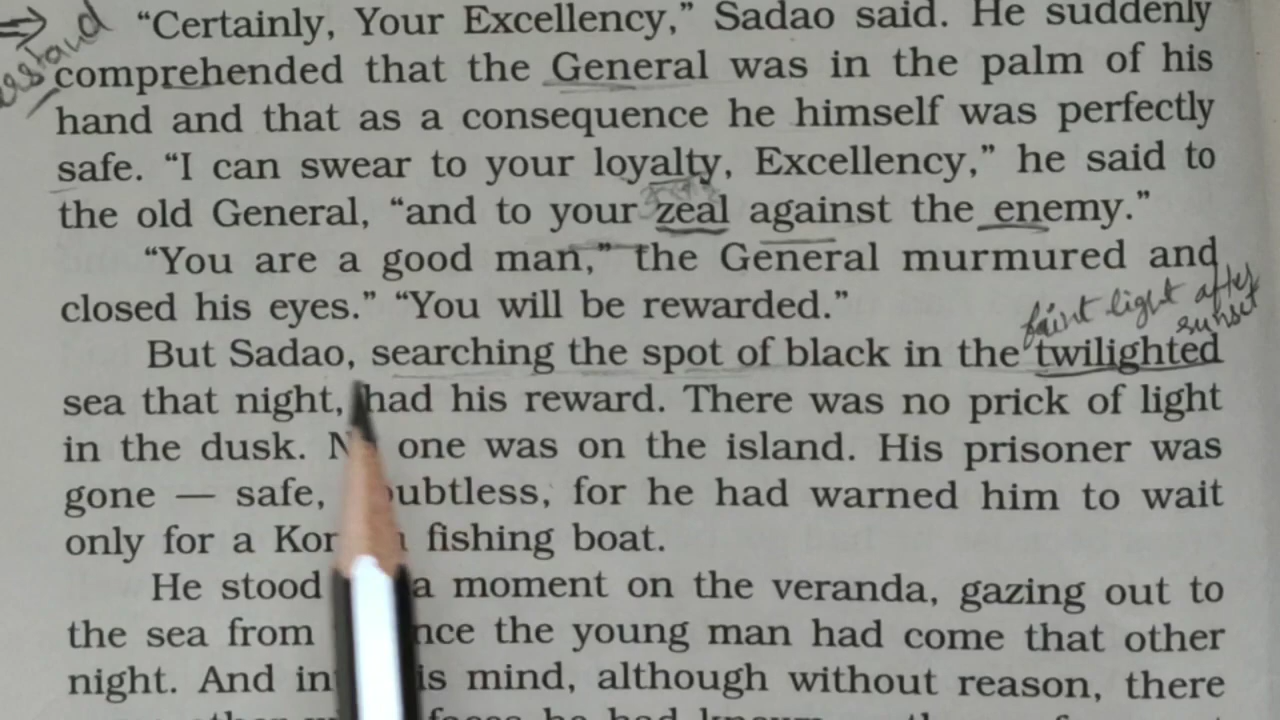 “Certainly, Your Excellency,” Sadao said. He suddenly
comprehended that the General was in the palm of his
hand and that as a consequence he himself was perfectly
safe. “I can swear to your loyalty, Excellency,” he said to
the old General, “and to your zeal against the enemy.”
“You are a good man,” the General murmured and
closed his eyes.” “You will be rewarded.”
faint light after
sunset
But Sadao, searching the spot of black in the twilighted
sea that night, had his reward. There was no prick of light
in the dusk. No one was on the island. His prisoner was
gone — safe, doubtless, for he had warned him to wait
only for a Korean fishing boat.
He stood a moment on the veranda, gazing out to
the sea from whence the young man had come that other
night. And into his mind, although without reason, there